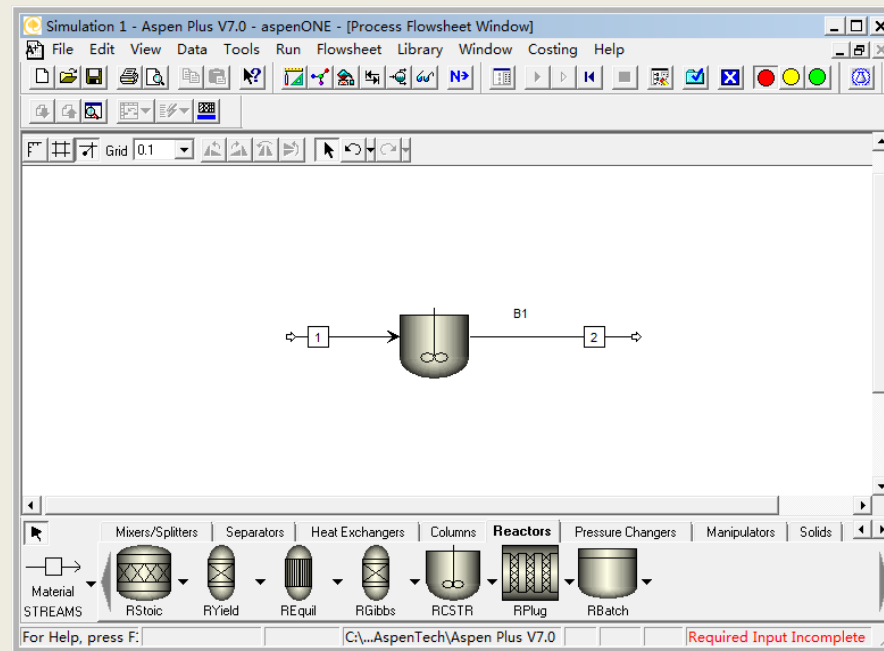 Simulation 1 - Aspen Plus V7.0 - aspenONE - [Process Flowsheet Window]
File Edit View Data Tools Run Flowsheet Library Window Costing Help
N>
Grid 0.1
B1
1 2
Mixers/Splitters Separators Heat Exchangers Columns Reactors Pressure Changers Manipulators Solids
Material
STREAMS RStoic RYield REquil RGibbs RCSTR RPlug RBatch
For Help, press F: C:\...AspenTech\Aspen Plus V7.0 Required Input Incomplete